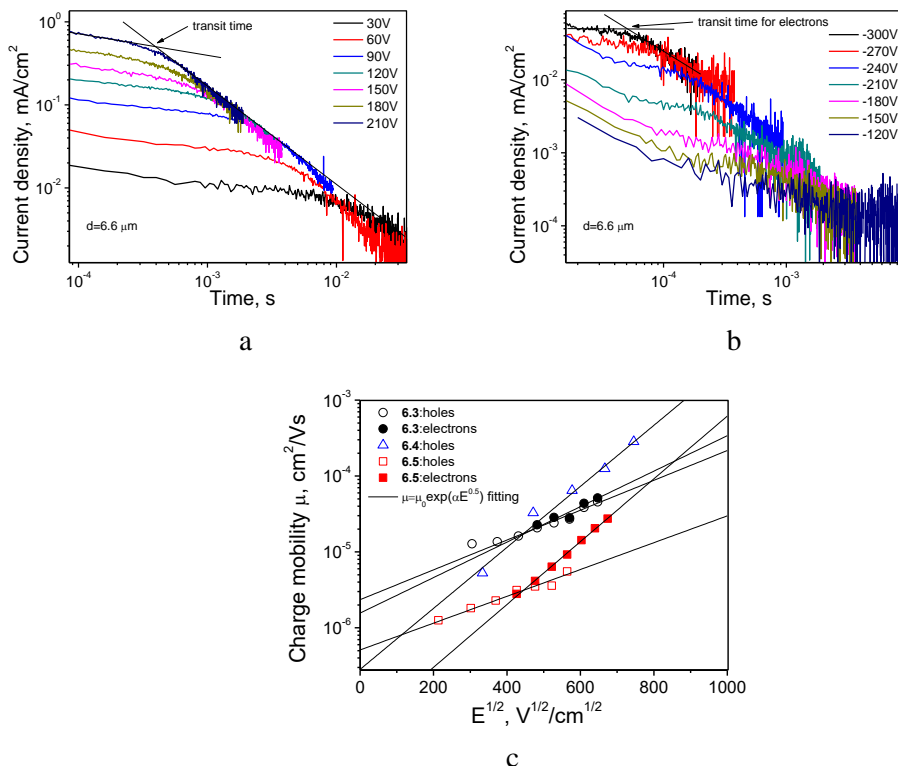 transit time
30V
60V
90V
120V
150V
180V
210V
Current density, mA/cm²
10⁰
10⁻¹
10⁻²
d=6.6 μm
10⁻⁴
10⁻³
10⁻²
Time, s
a
transit time for electrons
-300V
-270V
-240V
-210V
-180V
-150V
-120V
Current density, mA/cm²
10⁻²
10⁻³
10⁻⁴
d=6.6 μm
10⁻⁴
10⁻³
Time, s
b
Charge mobility μ, cm²/Vs
10⁻³
10⁻⁴
10⁻⁵
10⁻⁶
6.3:holes
6.3:electrons
6.4:holes
6.5:holes
6.5:electrons
μ=μ₀exp(αE⁰·⁵) fitting
0
200
400
600
800
1000
E¹/², V¹/²/cm¹/²
c